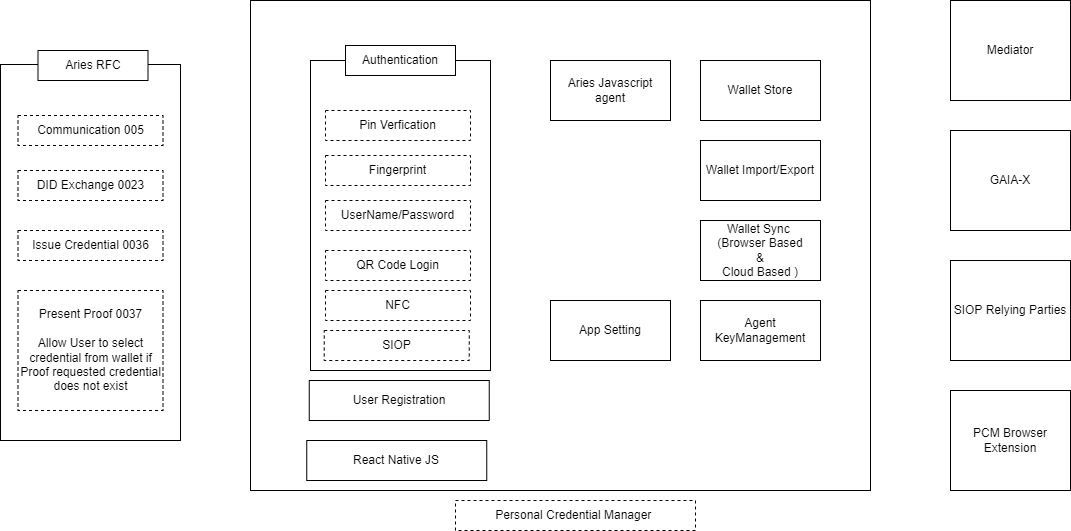 Aries RFC
Communication 005
DID Exchange 0023
Issue Credential 0036
Present Proof 0037
Allow User to select
credential from wallet if
Proof requested credential
does not exist
Authentication
Pin Verfication
Fingerprint
UserName/Password
QR Code Login
NFC
SIOP
User Registration
React Native JS
Aries Javascript
agent
App Setting
Wallet Store
Wallet Import/Export
Wallet Sync
(Browser Based
&
Cloud Based )
Agent
KeyManagement
Personal Credential Manager
Mediator
GAIA-X
SIOP Relying Parties
PCM Browser
Extension